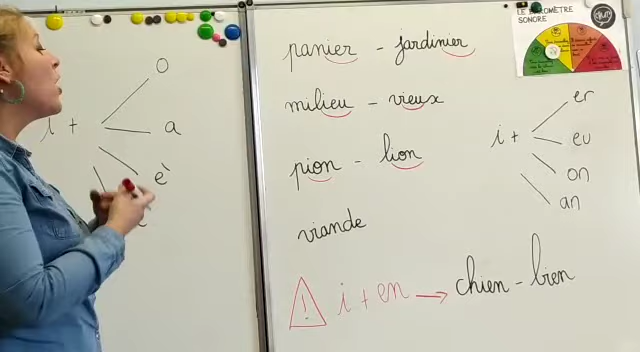 i + o
a
è
LE BAROMÈTRE
SONORE
panier - jardinier
milieu - vieux
pion - lion
viande
i + er
eu
on
an
! i + en → chien - bien